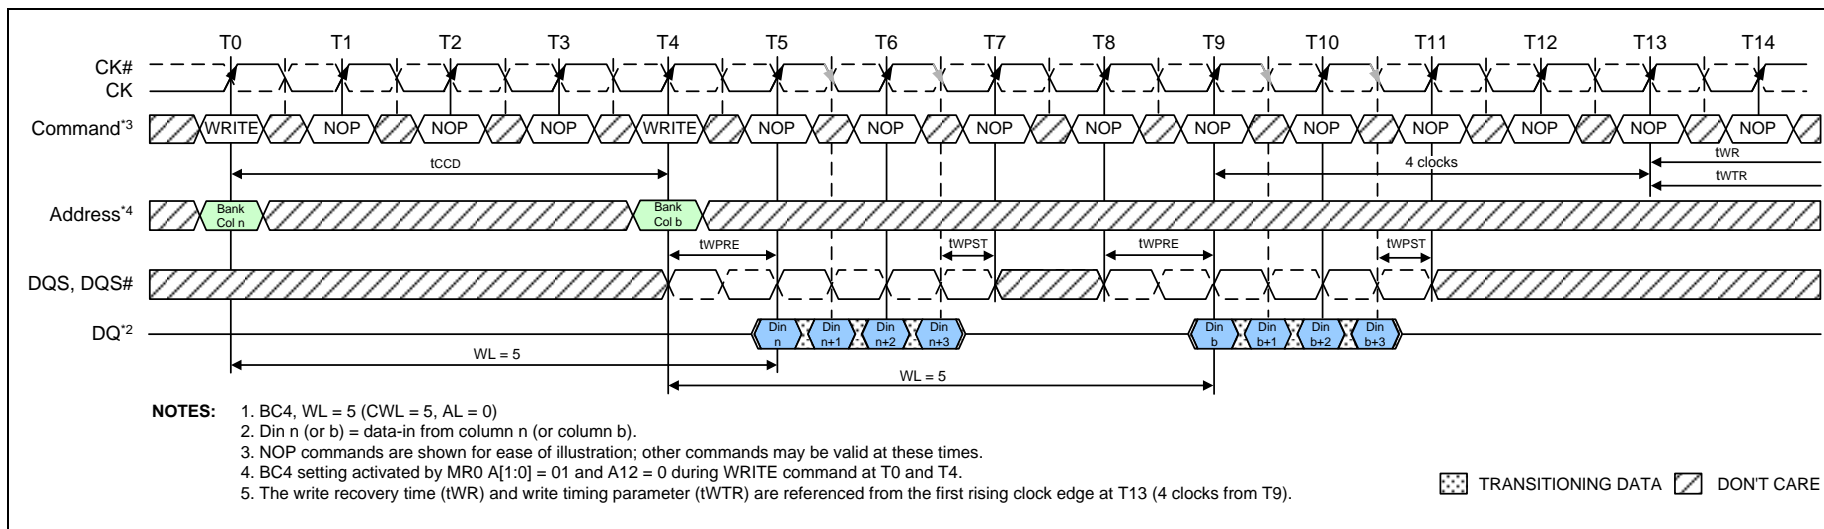 T0 T1 T2 T3 T4 T5 T6 T7 T8 T9 T10 T11 T12 T13 T14
CK#
CK
Command*3 WRITE NOP NOP NOP WRITE NOP NOP NOP NOP NOP NOP NOP NOP NOP NOP
tCCD 4 clocks tWR
tWTR
Address*4 Bank Col n Bank Col b
tWPRE tWPST tWPRE tWPST
DQS, DQS#
DQ*2 Din n Din n+1 Din n+2 Din n+3 Din b Din b+1 Din b+2 Din b+3
WL = 5
WL = 5
NOTES: 1. BC4, WL = 5 (CWL = 5, AL = 0)
2. Din n (or b) = data-in from column n (or column b).
3. NOP commands are shown for ease of illustration; other commands may be valid at these times.
4. BC4 setting activated by MR0 A[1:0] = 01 and A12 = 0 during WRITE command at T0 and T4.
5. The write recovery time (tWR) and write timing parameter (tWTR) are referenced from the first rising clock edge at T13 (4 clocks from T9).
TRANSITIONING DATA DON'T CARE